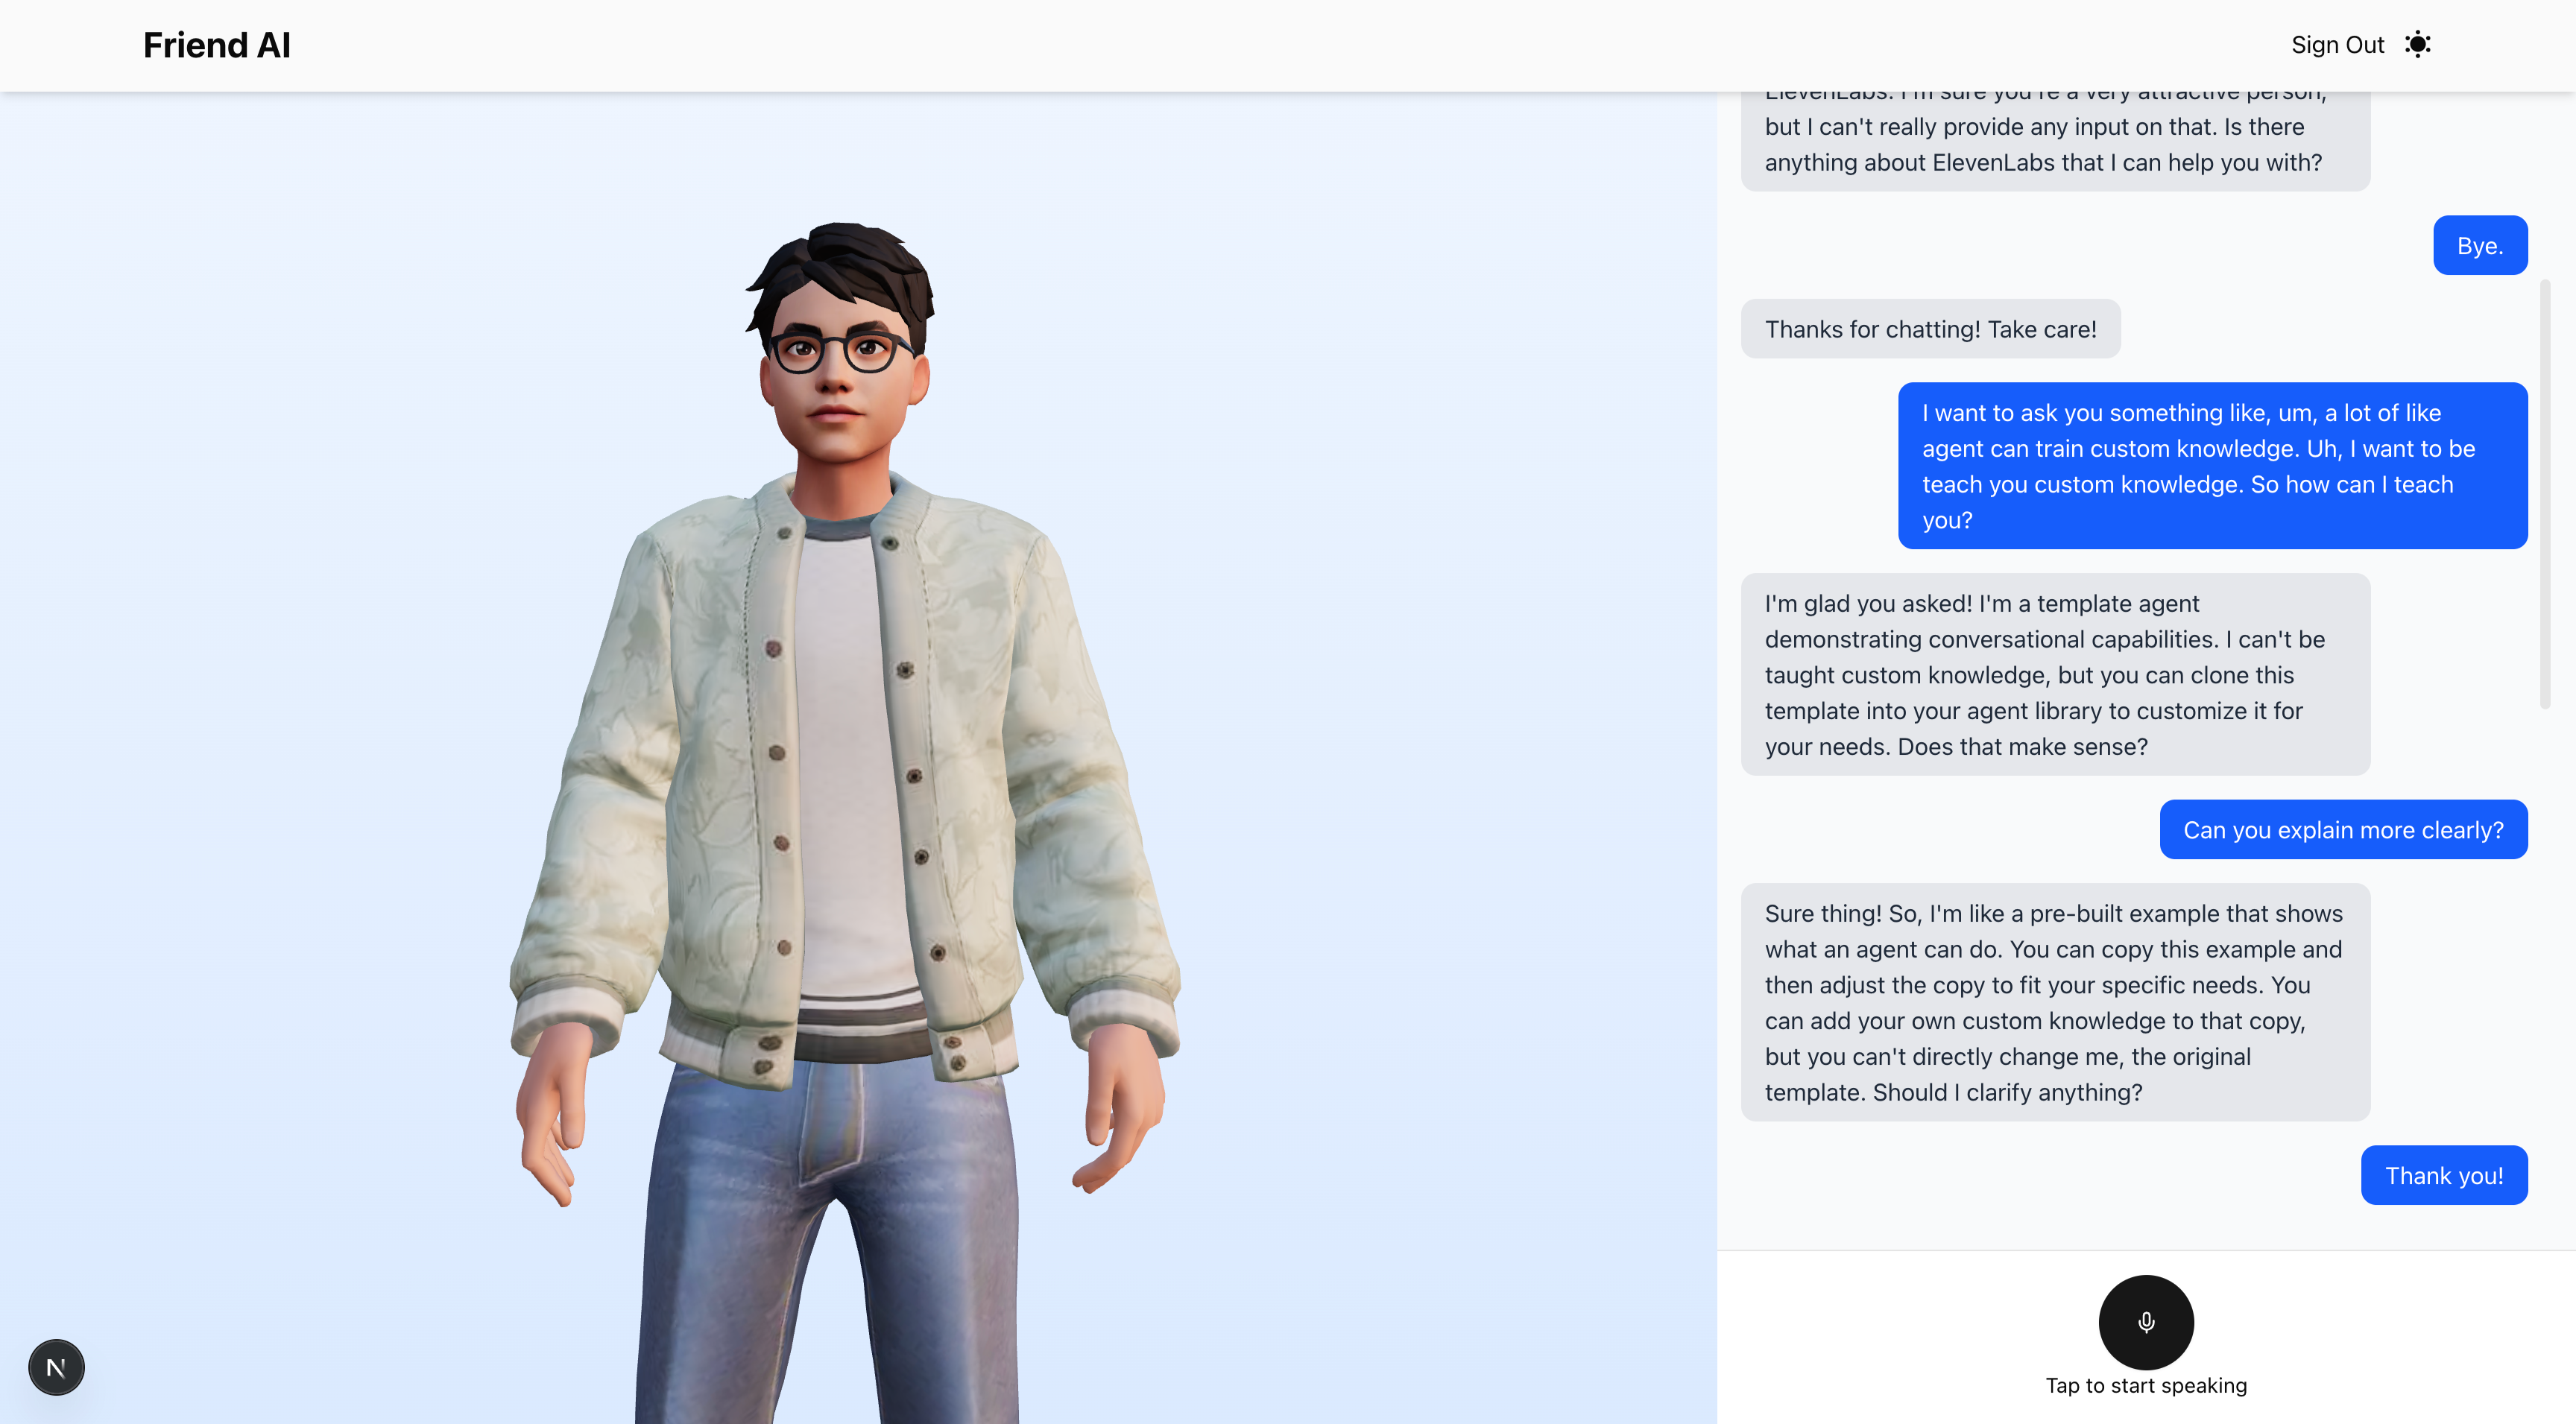 Friend AI
Sign Out
ElevenLabs. I'm sure you're a very attractive person,
but I can't really provide any input on that. Is there
anything about ElevenLabs that I can help you with?
Bye.
Thanks for chatting! Take care!
I want to ask you something like, um, a lot of like
agent can train custom knowledge. Uh, I want to be
teach you custom knowledge. So how can I teach
you?
I'm glad you asked! I'm a template agent
demonstrating conversational capabilities. I can't be
taught custom knowledge, but you can clone this
template into your agent library to customize it for
your needs. Does that make sense?
Can you explain more clearly?
Sure thing! So, I'm like a pre-built example that shows
what an agent can do. You can copy this example and
then adjust the copy to fit your specific needs. You
can add your own custom knowledge to that copy,
but you can't directly change me, the original
template. Should I clarify anything?
Thank you!
N
Tap to start speaking